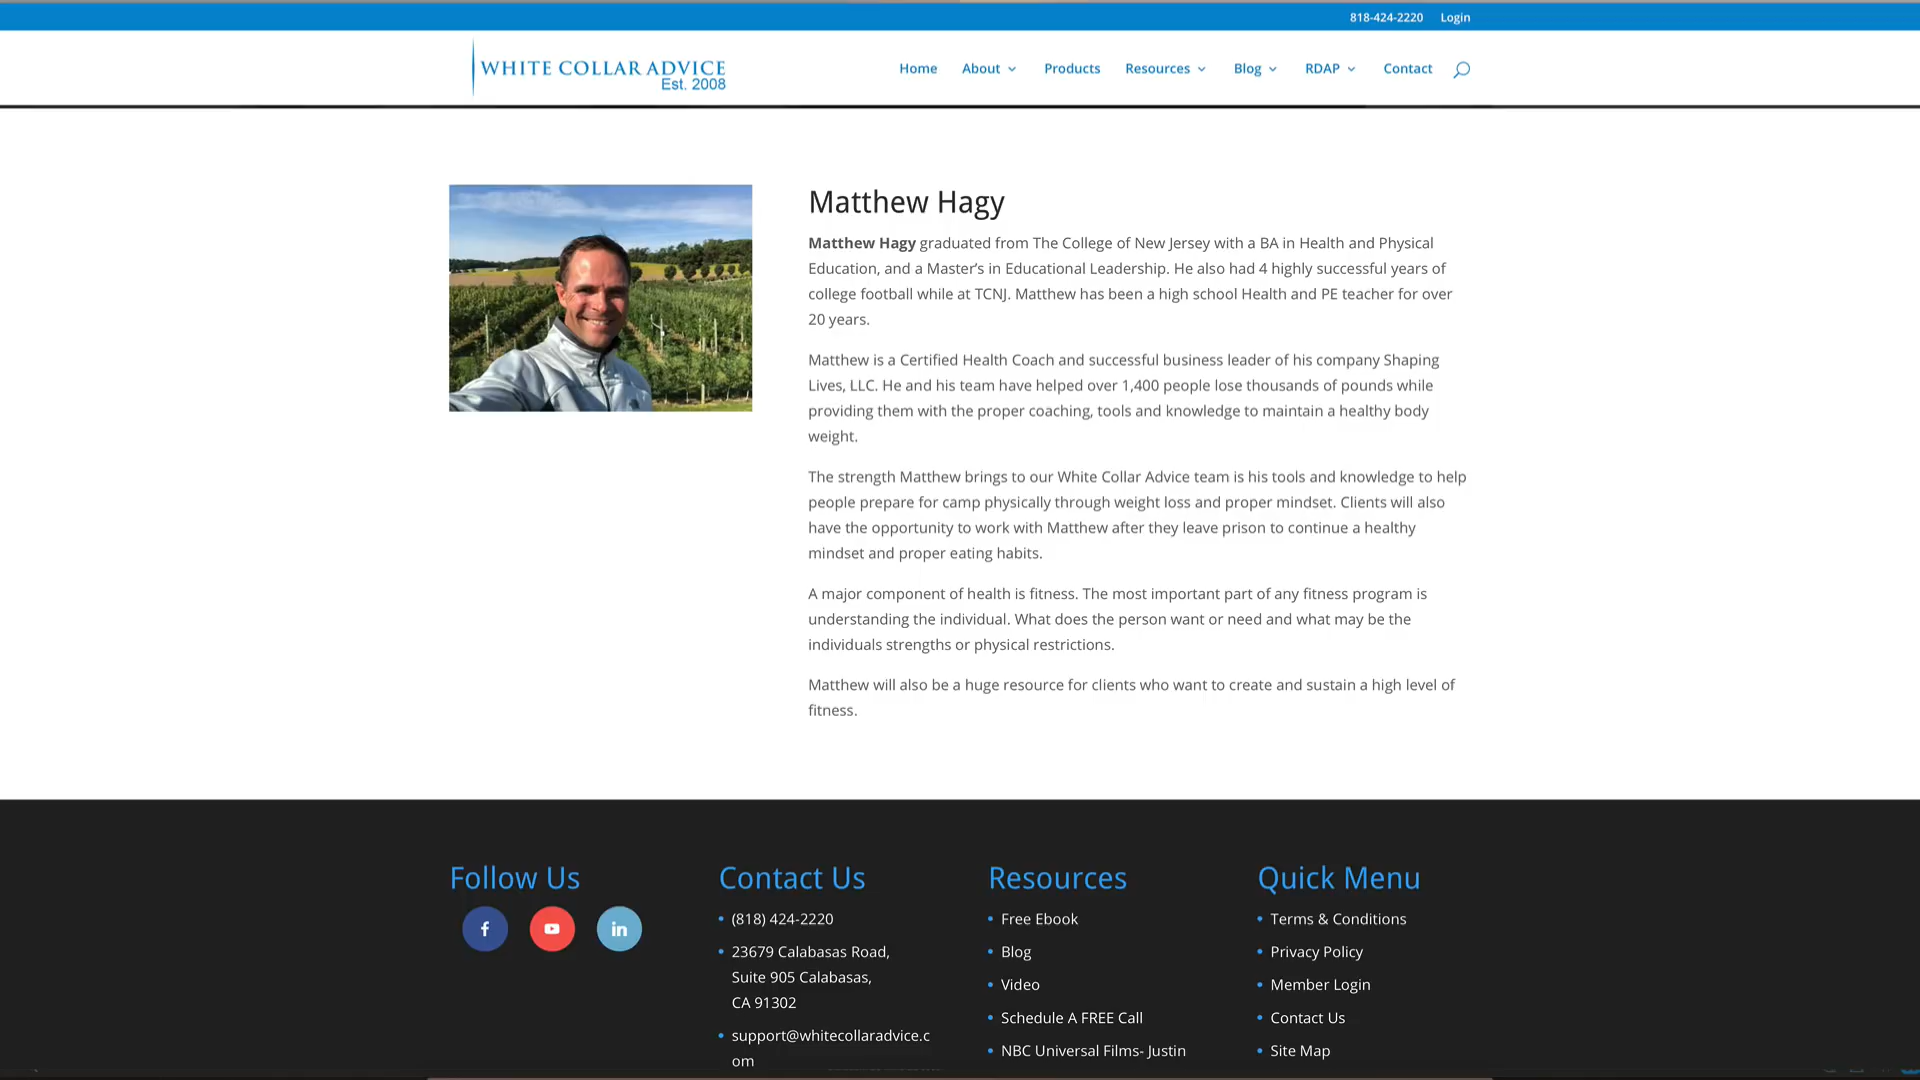 818-424-2220 Login
WHITE COLLAR ADVICE
Est. 2008
Home About Products Resources Blog RDAP Contact
Matthew Hagy
Matthew Hagy graduated from The College of New Jersey with a BA in Health and Physical
Education, and a Master’s in Educational Leadership. He also had 4 highly successful years of
college football while at TCNJ. Matthew has been a high school Health and PE teacher for over
20 years.
Matthew is a Certified Health Coach and successful business leader of his company Shaping
Lives, LLC. He and his team have helped over 1,400 people lose thousands of pounds while
providing them with the proper coaching, tools and knowledge to maintain a healthy body
weight.
The strength Matthew brings to our White Collar Advice team is his tools and knowledge to help
people prepare for camp physically through weight loss and proper mindset. Clients will also
have the opportunity to work with Matthew after they leave prison to continue a healthy
mindset and proper eating habits.
A major component of health is fitness. The most important part of any fitness program is
understanding the individual. What does the person want or need and what may be the
individuals strengths or physical restrictions.
Matthew will also be a huge resource for clients who want to create and sustain a high level of
fitness.
Follow Us
Contact Us
(818) 424-2220
23679 Calabasas Road,
Suite 905 Calabasas,
CA 91302
support@whitecollaradvice.c
om
Resources
Free Ebook
Blog
Video
Schedule A FREE Call
NBC Universal Films- Justin
Quick Menu
Terms & Conditions
Privacy Policy
Member Login
Contact Us
Site Map